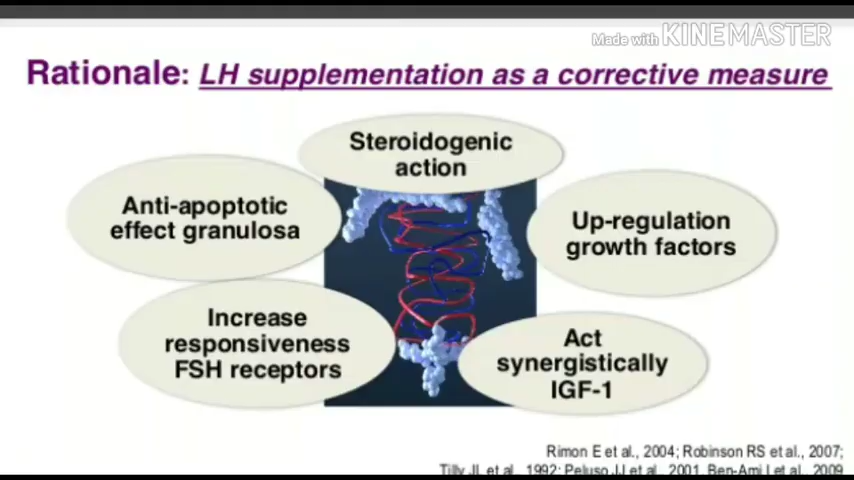 Made with KINEMASTER
Rationale: LH supplementation as a corrective measure
Steroidogenic
action
Anti-apoptotic
effect granulosa
Up-regulation
growth factors
Increase
responsiveness
FSH receptors
Act
synergistically
IGF-1
Rimon E et al., 2004; Robinson RS et al., 2007;
Tilly JL et al., 1992; Peluso JJ et al., 2001, Ben-Ami I et al., 2009